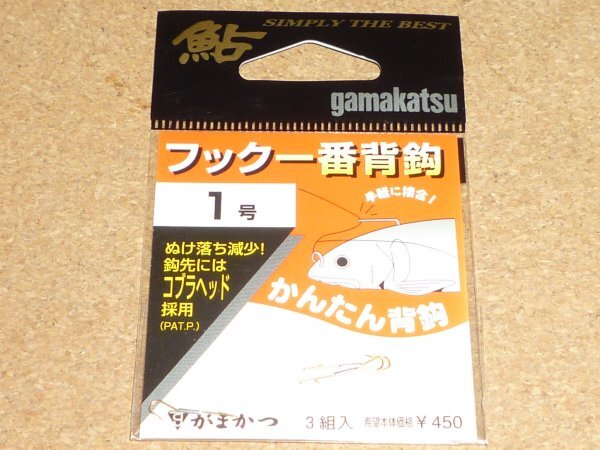 SIMPLY THE BEST
鮎
gamakatsu
フック一番背鈎
1号
手軽に接合!
ぬけ落ち減少!
鈎先には
コブラヘッド
採用
(PAT.P.)
かんたん背鈎
がまかつ
3組入 希望本体価格 ¥450